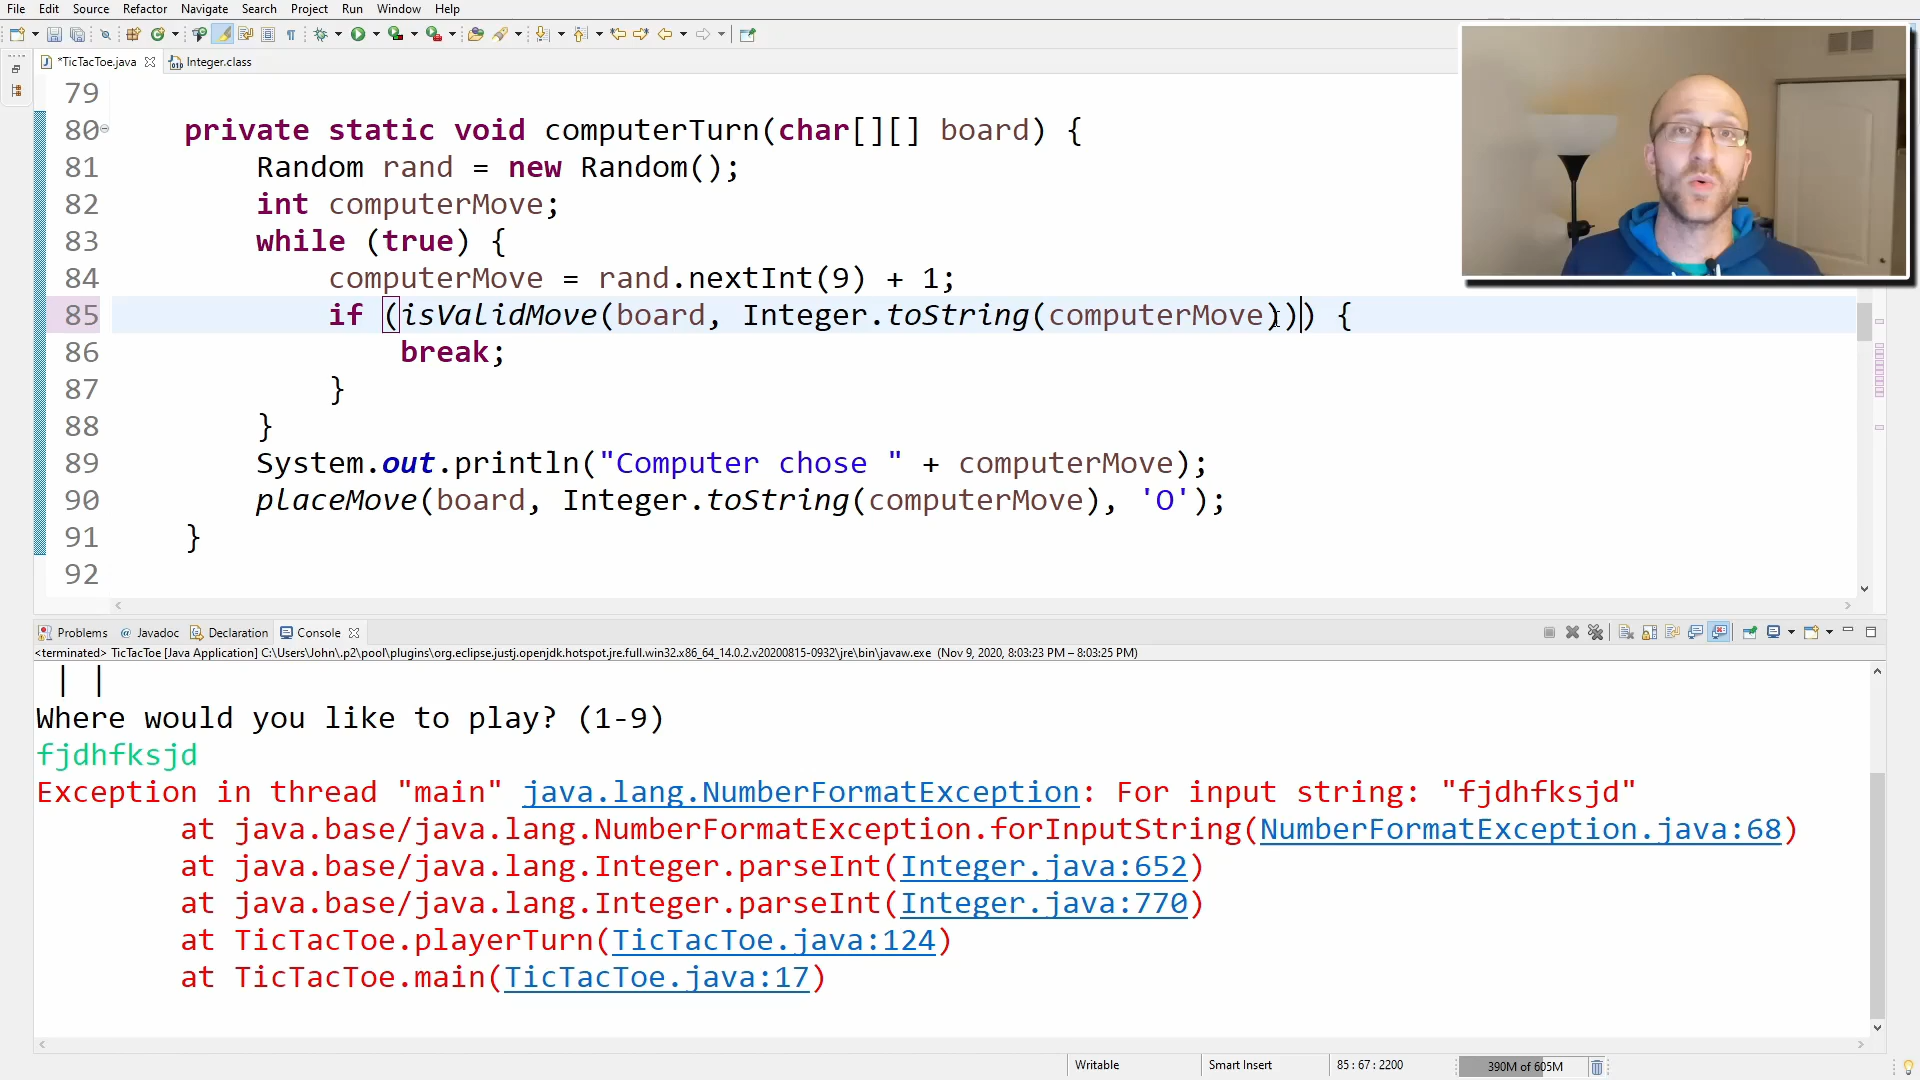 File Edit Source Refactor Navigate Search Project Run Window Help
*TicTacToe.java Integer.class
79
80 private static void computerTurn(char[][] board) {
81 Random rand = new Random();
82 int computerMove;
83 while (true) {
84 computerMove = rand.nextInt(9) + 1;
85 if (isValidMove(board, Integer.toString(computerMove))) {
86 break;
87 }
88 }
89 System.out.println("Computer chose " + computerMove);
90 placeMove(board, Integer.toString(computerMove), 'O');
91 }
92
Problems @ Javadoc Declaration Console
<terminated> TicTacToe [Java Application] C:\Users\John\.p2\pool\plugins\org.eclipse.justj.openjdk.hotspot.jre.full.win32.x86_64_14.0.2.v20200815-0932\jre\bin\javaw.exe (Nov 9, 2020, 8:03:23 PM – 8:03:25 PM)
| |
Where would you like to play? (1-9)
fjdhfksjd
Exception in thread "main" java.lang.NumberFormatException: For input string: "fjdhfksjd"
at java.base/java.lang.NumberFormatException.forInputString(NumberFormatException.java:68)
at java.base/java.lang.Integer.parseInt(Integer.java:652)
at java.base/java.lang.Integer.parseInt(Integer.java:770)
at TicTacToe.playerTurn(TicTacToe.java:124)
at TicTacToe.main(TicTacToe.java:17)
Writable Smart Insert 85 : 67 : 2200 390M of 605M